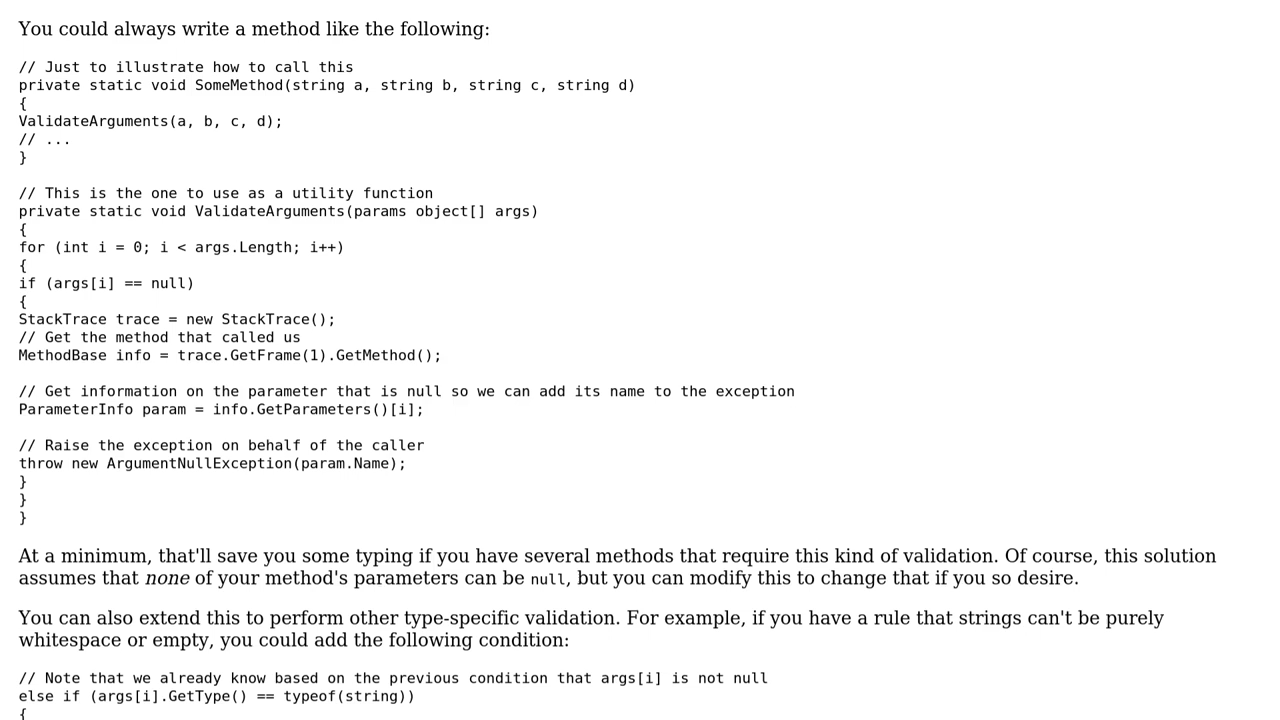 You could always write a method like the following:
// Just to illustrate how to call this
private static void SomeMethod(string a, string b, string c, string d)
{
ValidateArguments(a, b, c, d);
// ...
}
// This is the one to use as a utility function
private static void ValidateArguments(params object[] args)
{
for (int i = 0; i < args.Length; i++)
{
if (args[i] == null)
{
StackTrace trace = new StackTrace();
// Get the method that called us
MethodBase info = trace.GetFrame(1).GetMethod();
// Get information on the parameter that is null so we can add its name to the exception
ParameterInfo param = info.GetParameters()[i];
// Raise the exception on behalf of the caller
throw new ArgumentNullException(param.Name);
}
}
}
At a minimum, that'll save you some typing if you have several methods that require this kind of validation. Of course, this solution
assumes that none of your method's parameters can be null, but you can modify this to change that if you so desire.
You can also extend this to perform other type-specific validation. For example, if you have a rule that strings can't be purely
whitespace or empty, you could add the following condition:
// Note that we already know based on the previous condition that args[i] is not null
else if (args[i].GetType() == typeof(string))
{